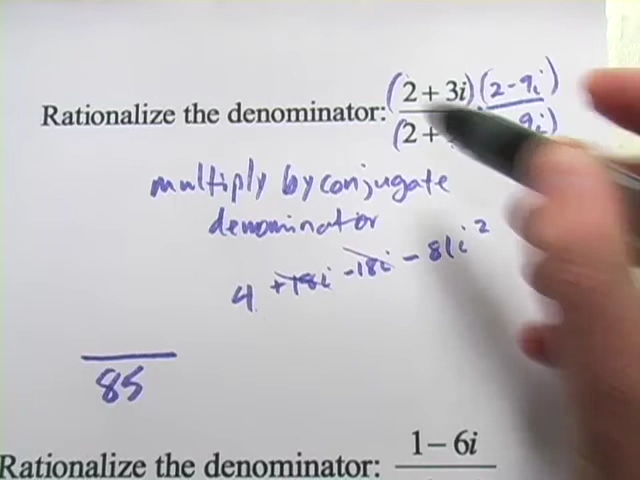 (2 + 3i) · (2 - 9i)
Rationalize the denominator:
(2 + 9i)
multiply by conjugate
denominator
4 +18i -18i - 81i²
85
1 - 6i
Rationalize the denominator: